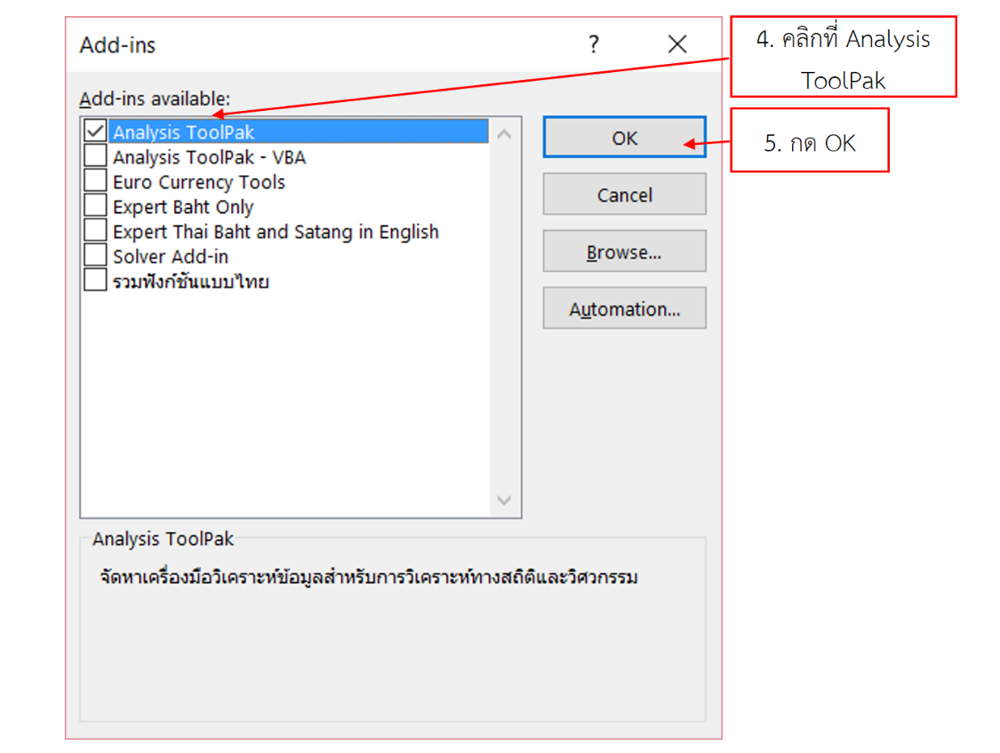 Add-ins
?
4. คลิกที่ Analysis
ToolPak
Add-ins available:
Analysis ToolPak
Analysis ToolPak - VBA
Euro Currency Tools
Expert Baht Only
Expert Thai Baht and Satang in English
Solver Add-in
รวมฟังก์ชันแบบไทย
OK
5. กด OK
Cancel
Browse...
Automation...
Analysis ToolPak
จัดหาเครื่องมือวิเคราะห์ข้อมูลสำหรับการวิเคราะห์ทางสถิติและวิศวกรรม